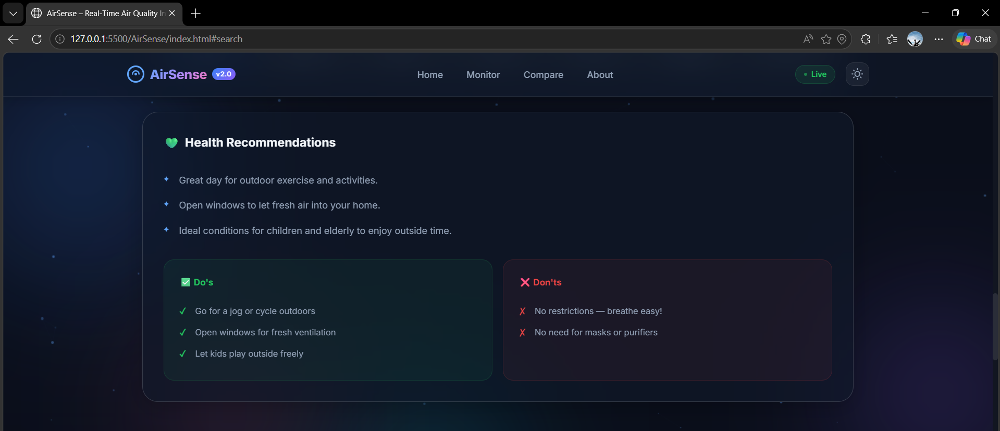 AirSense – Real-Time Air Quality In
127.0.0.1:5500/AirSense/index.html#search
Chat
AirSense v2.0
Home
Monitor
Compare
About
Live
Health Recommendations
Great day for outdoor exercise and activities.
Open windows to let fresh air into your home.
Ideal conditions for children and elderly to enjoy outside time.
Do's
Go for a jog or cycle outdoors
Open windows for fresh ventilation
Let kids play outside freely
Don'ts
No restrictions — breathe easy!
No need for masks or purifiers